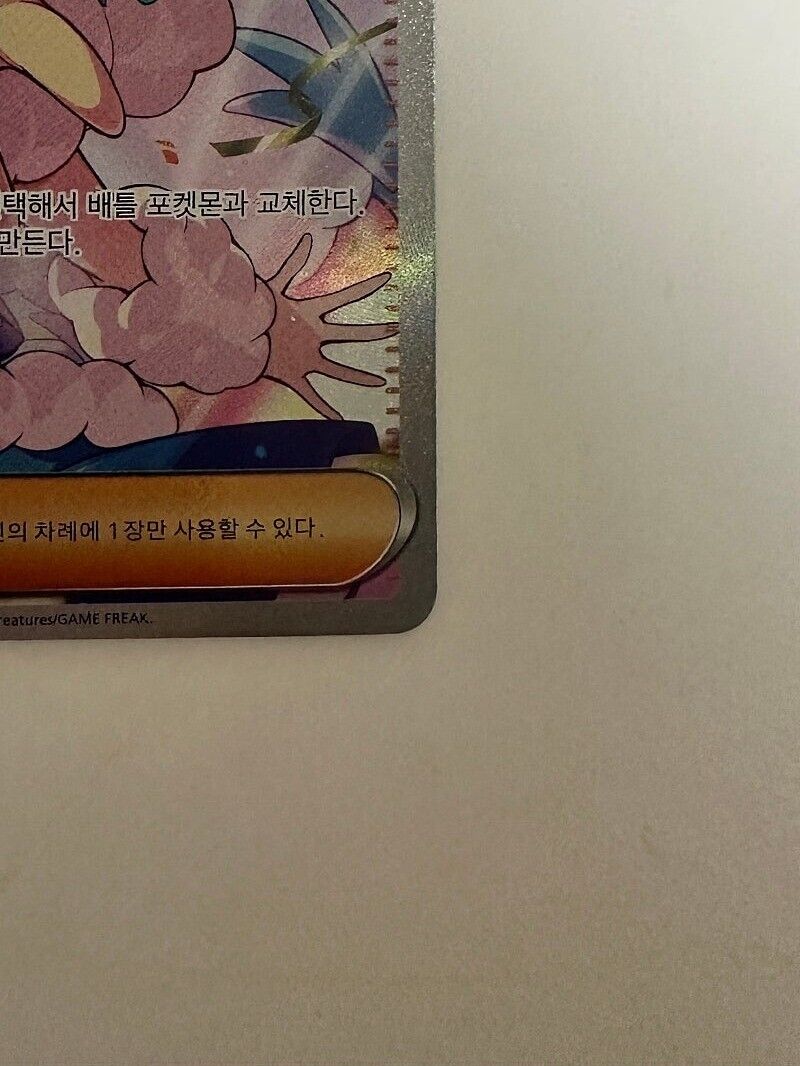 택해서 배틀 포켓몬과 교체한다.
만든다.
의 차례에 1장만 사용할 수 있다.
reatures/GAME FREAK.